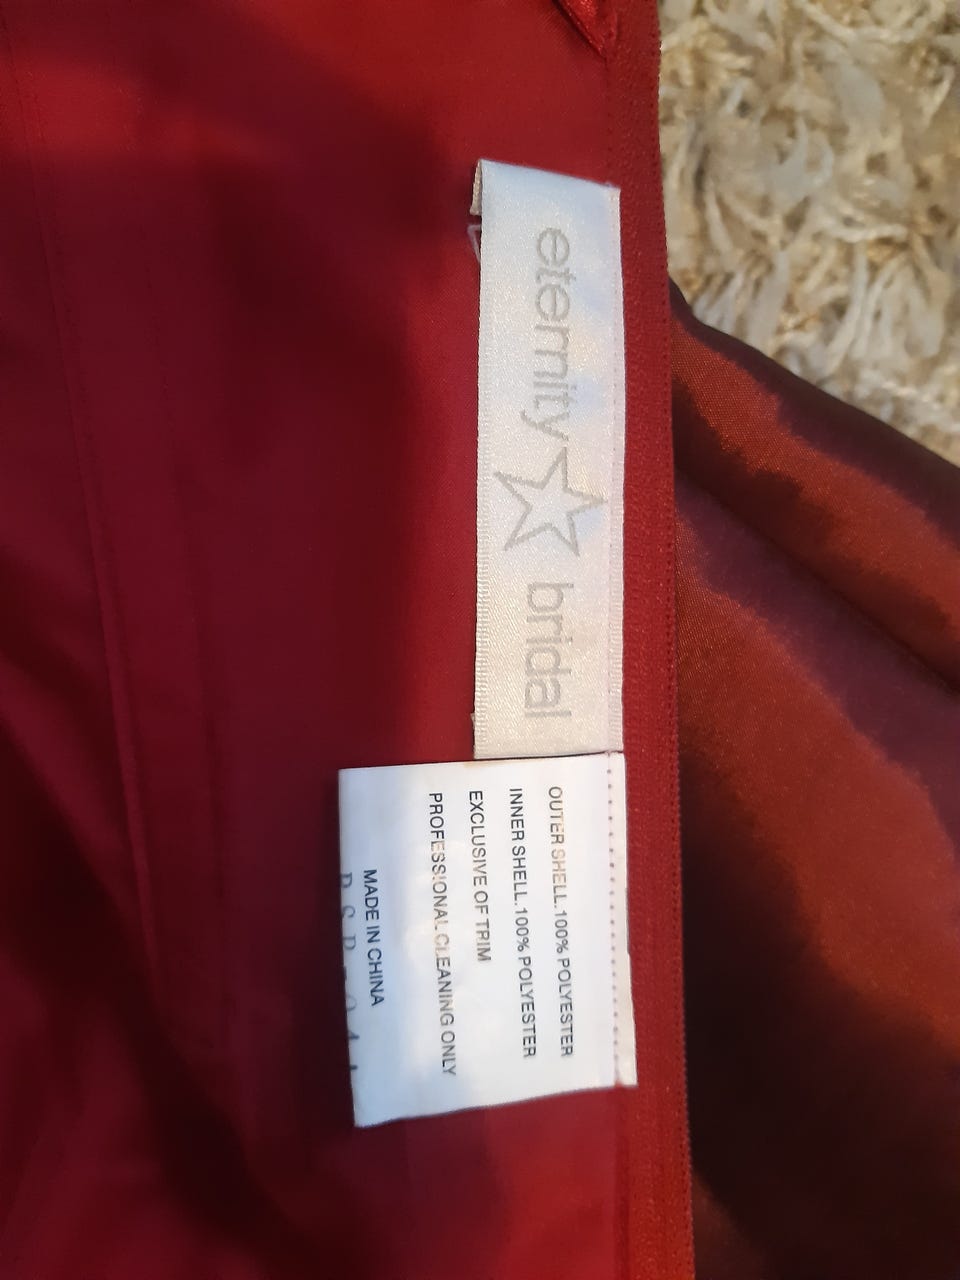 eternity bridal
OUTER SHELL.100% POLYESTER
INNER SHELL.100% POLYESTER
EXCLUSIVE OF TRIM
PROFESSIONAL CLEANING ONLY
MADE IN CHINA